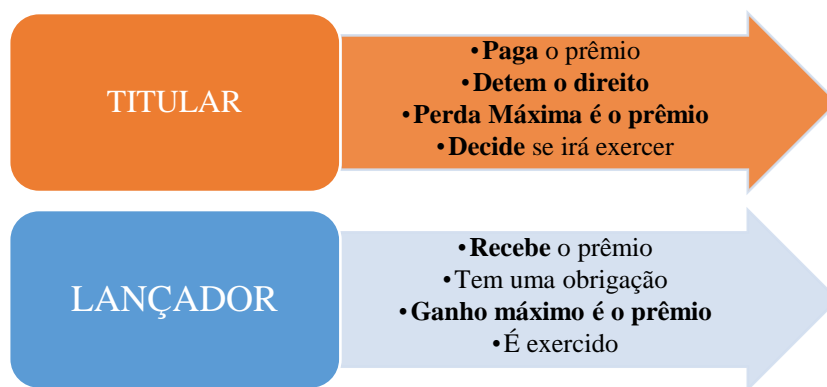 TITULAR
•Paga o prêmio
•Detem o direito
•Perda Máxima é o prêmio
•Decide se irá exercer
LANÇADOR
•Recebe o prêmio
•Tem uma obrigação
•Ganho máximo é o prêmio
•É exercido